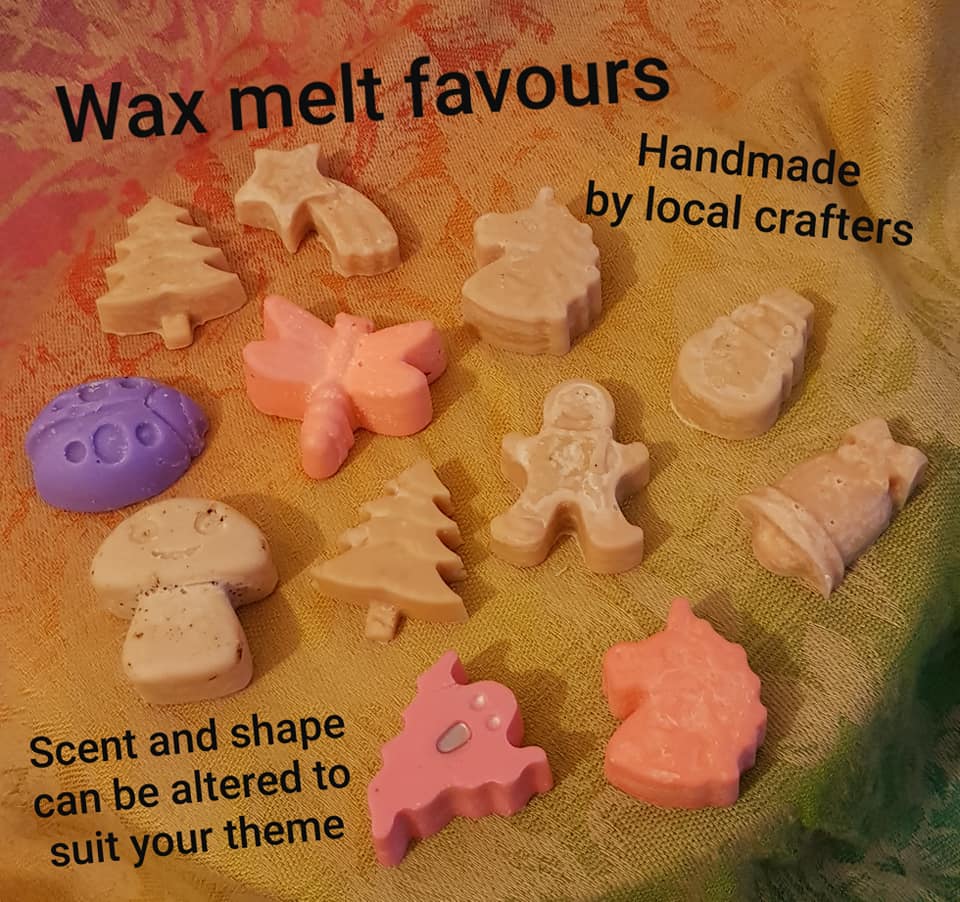 Wax melt favours
Handmade
by local crafters
Scent and shape
can be altered to
suit your theme